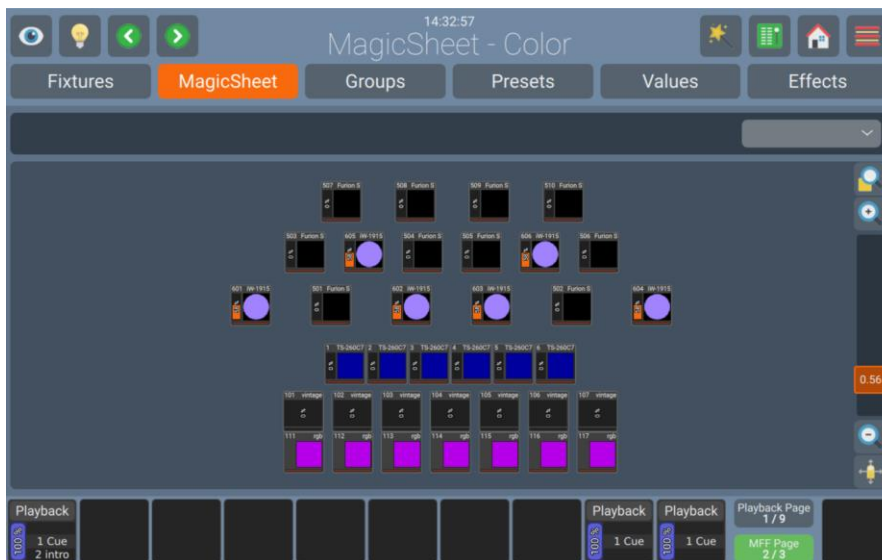 14:32:57
MagicSheet - Color
Fixtures MagicSheet Groups Presets Values Effects
507 Furion S 508 Furion S 509 Furion S 510 Furion S
503 Furion S 605 iW-1915 504 Furion S 505 Furion S 606 iW-1915 506 Furion S
601 iW-1915 501 Furion S 602 iW-1915 603 iW-1915 502 Furion S 604 iW-1915
1 TS-260C7 2 TS-260C7 3 TS-260C7 4 TS-260C7 5 TS-260C7 6 TS-260C7
101 vintage 102 vintage 103 vintage 104 vintage 105 vintage 106 vintage 107 vintage
111 rgb 112 rgb 113 rgb 114 rgb 115 rgb 116 rgb 117 rgb
0.56
Playback Playback Playback Playback Page
1 / 9
100 % 1 Cue 100 % 1 Cue 100 % 1 Cue MFF Page
2 intro 2 / 3